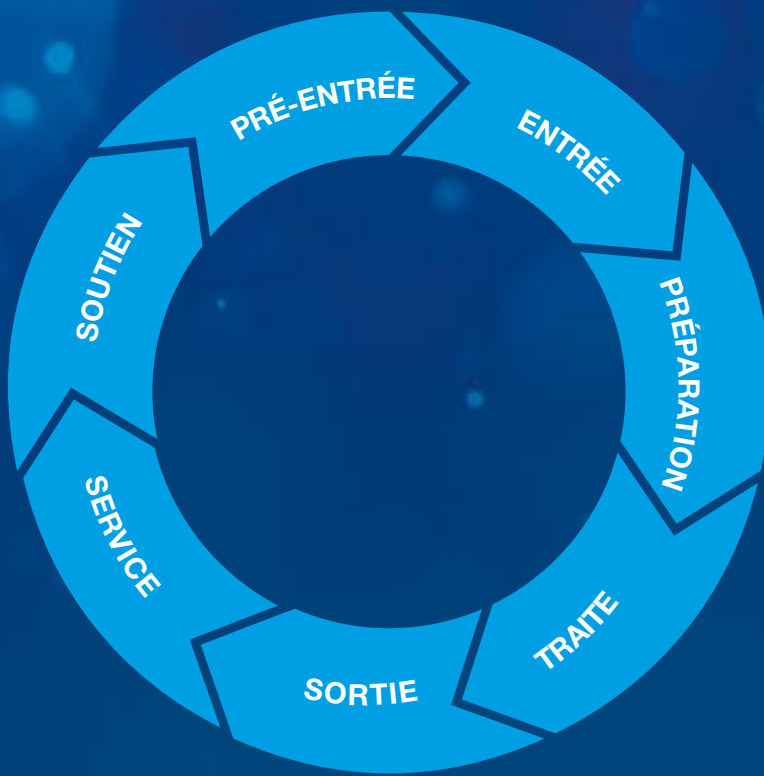 PRÉ-ENTRÉE
ENTRÉE
PRÉPARATION
TRAITE
SORTIE
SERVICE
SOUTIEN